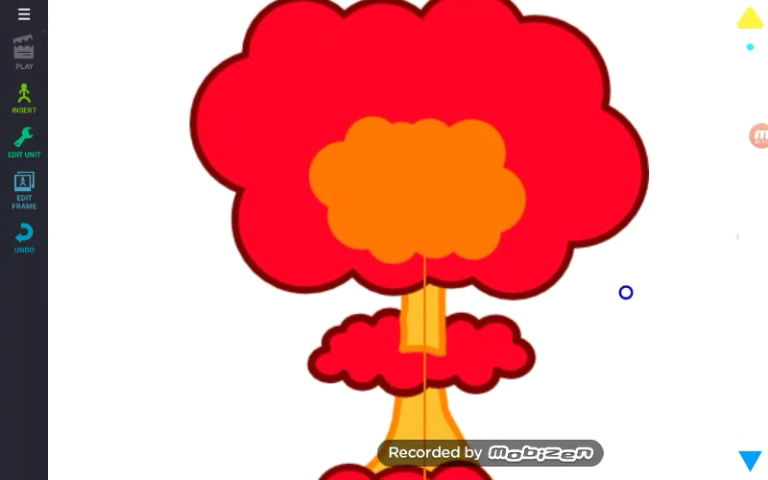 PLAY
INSERT
EDIT UNIT
EDIT
FRAME
UNDO
Recorded by mobizen